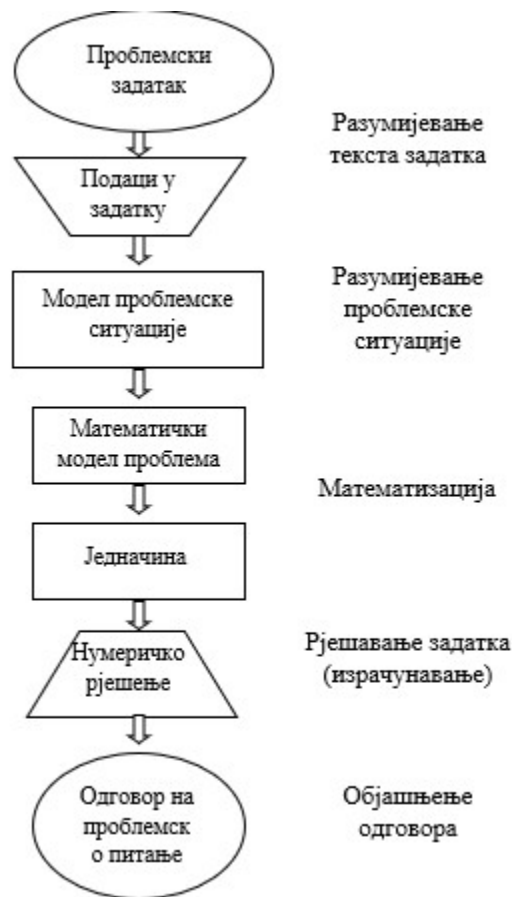 Проблемски
задатак
Разумијевање
текста задатка
Подаци у
задатку
Модел проблемске
ситуације
Разумијевање
проблемске
ситуације
Математички
модел проблема
Математизација
Једначина
Нумеричко
рјешење
Рјешавање задатка
(израчунавање)
Одговор на
проблемск
о питање
Објашњење
одговора